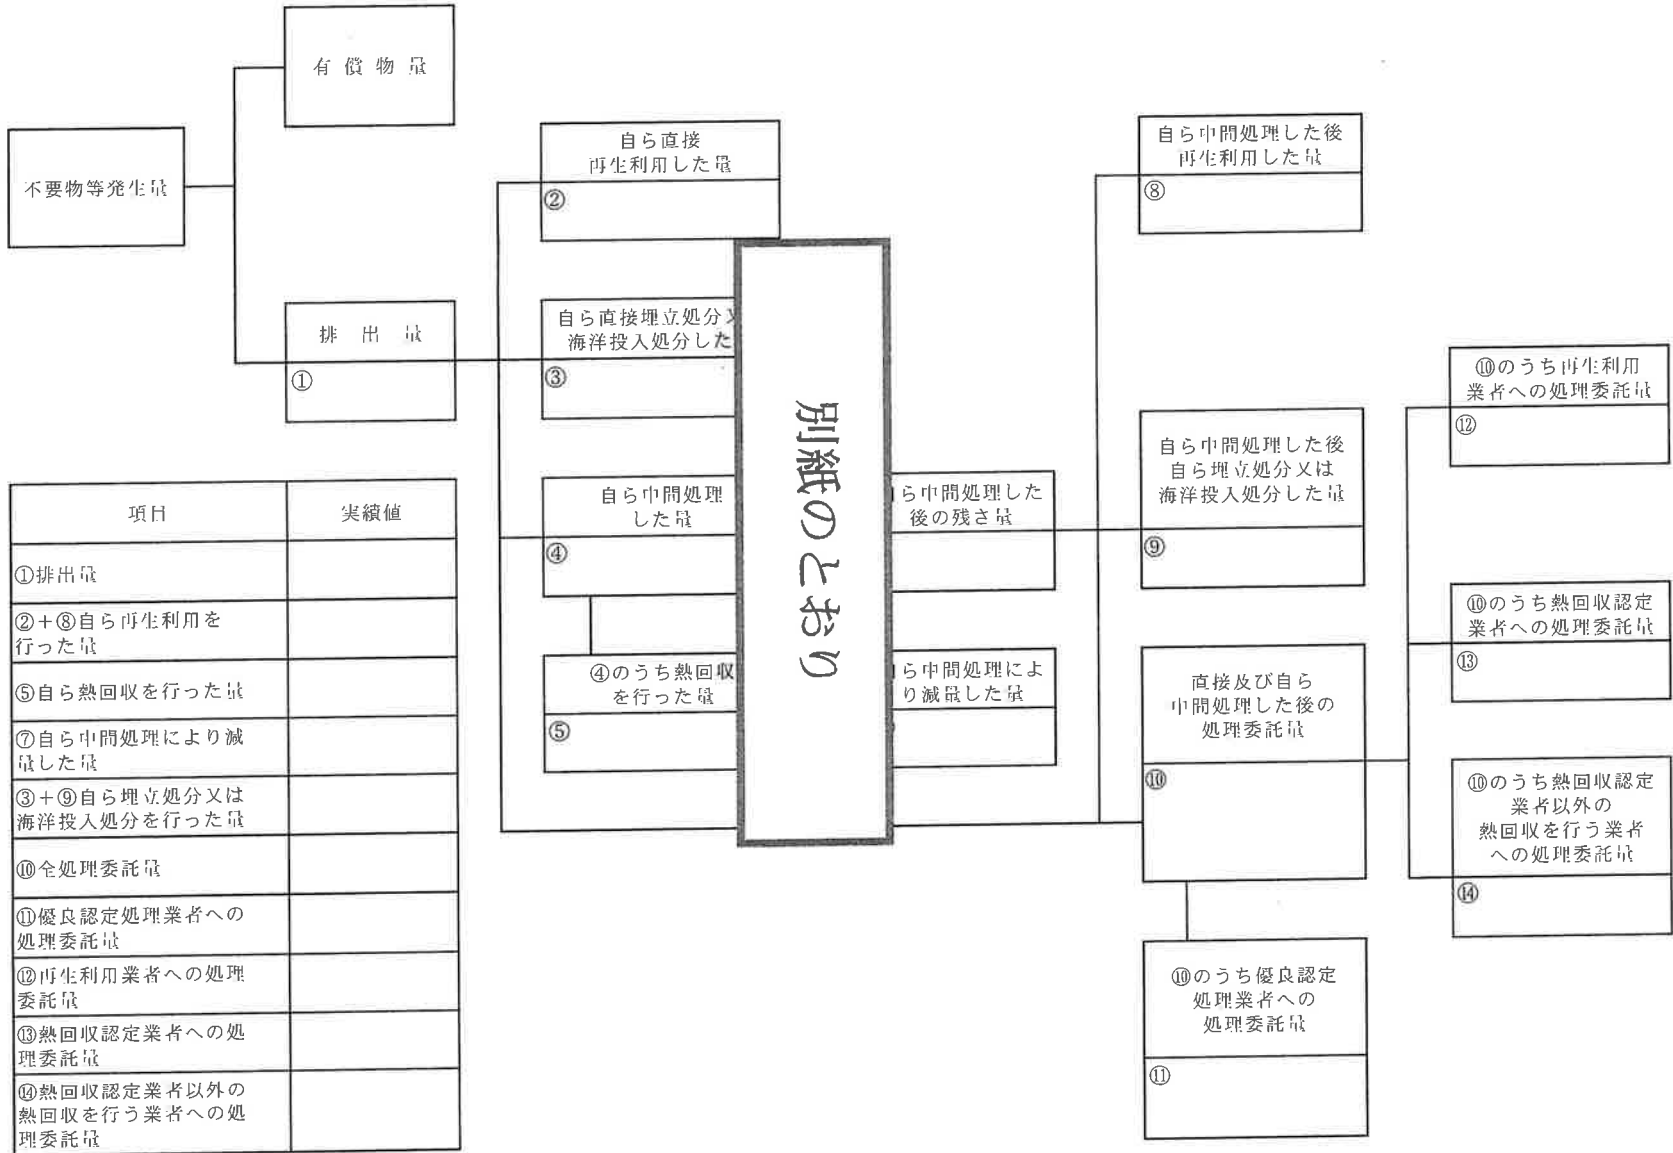 有償物量
不要物等発生量
排出量
①
自ら直接
再生利用した量
②
自ら直接埋立処分又
海洋投入処分した
③
自ら中間処理
した量
④
④のうち熱回収
を行った量
⑤
別紙のとおり
ら中間処理した
後の残さ量
ら中間処理によ
り減量した量
自ら中間処理した後
再生利用した量
⑧
自ら中間処理した後
自ら埋立処分又は
海洋投入処分した量
⑨
直接及び自ら
中間処理した後の
処理委託量
⑩
⑩のうち優良認定
処理業者への
処理委託量
⑪
⑩のうち再生利用
業者への処理委託量
⑫
⑩のうち熱回収認定
業者への処理委託量
⑬
⑩のうち熱回収認定
業者以外の
熱回収を行う業者
への処理委託量
⑭
項目 実績値
①排出量
②+⑧自ら再生利用を
行った量
⑤自ら熱回収を行った量
⑦自ら中間処理により減
量した量
③+⑨自ら埋立処分又は
海洋投入処分を行った量
⑩全処理委託量
⑪優良認定処理業者への
処理委託量
⑫再生利用業者への処理
委託量
⑬熱回収認定業者への処
理委託量
⑭熱回収認定業者以外の
熱回収を行う業者への処
理委託量